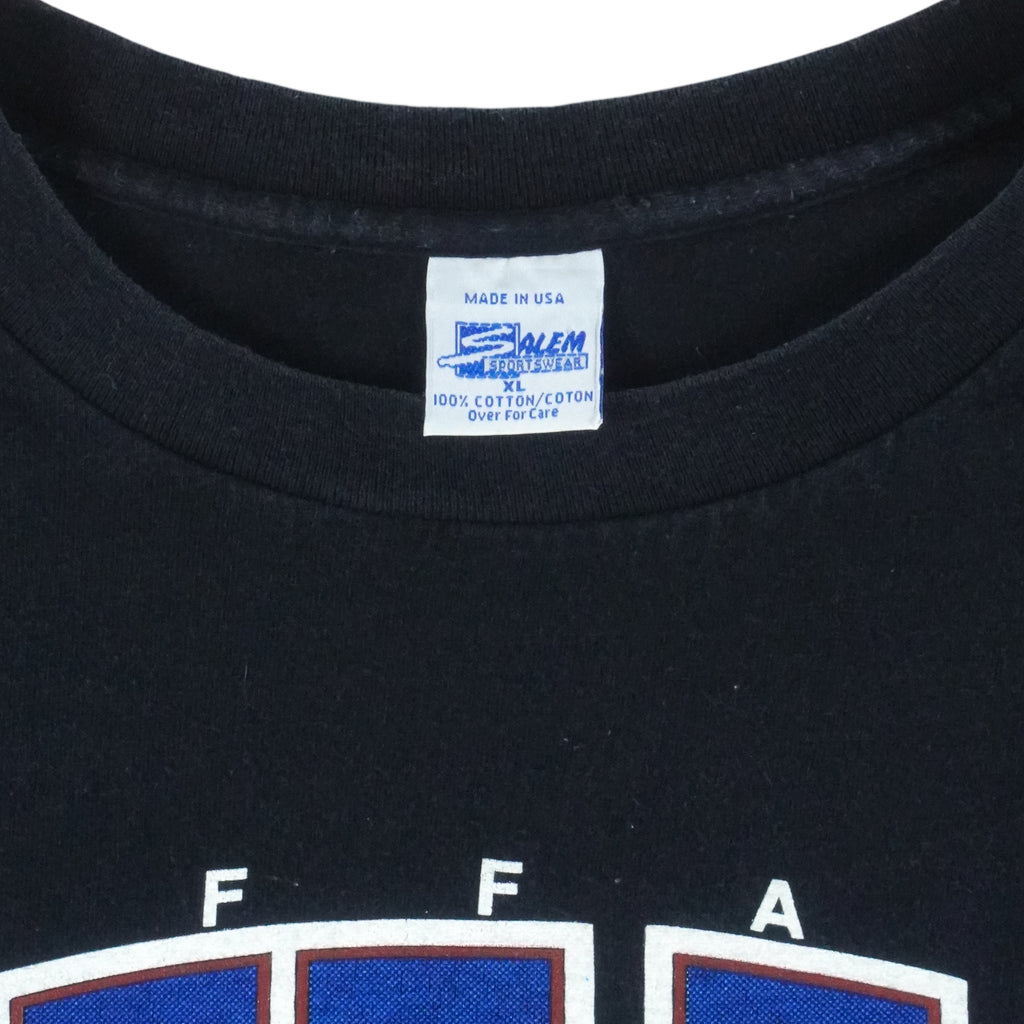 MADE IN USA
SALEM
SPORTSWEAR
XL
100% COTTON/COTON
Over For Care
F F A